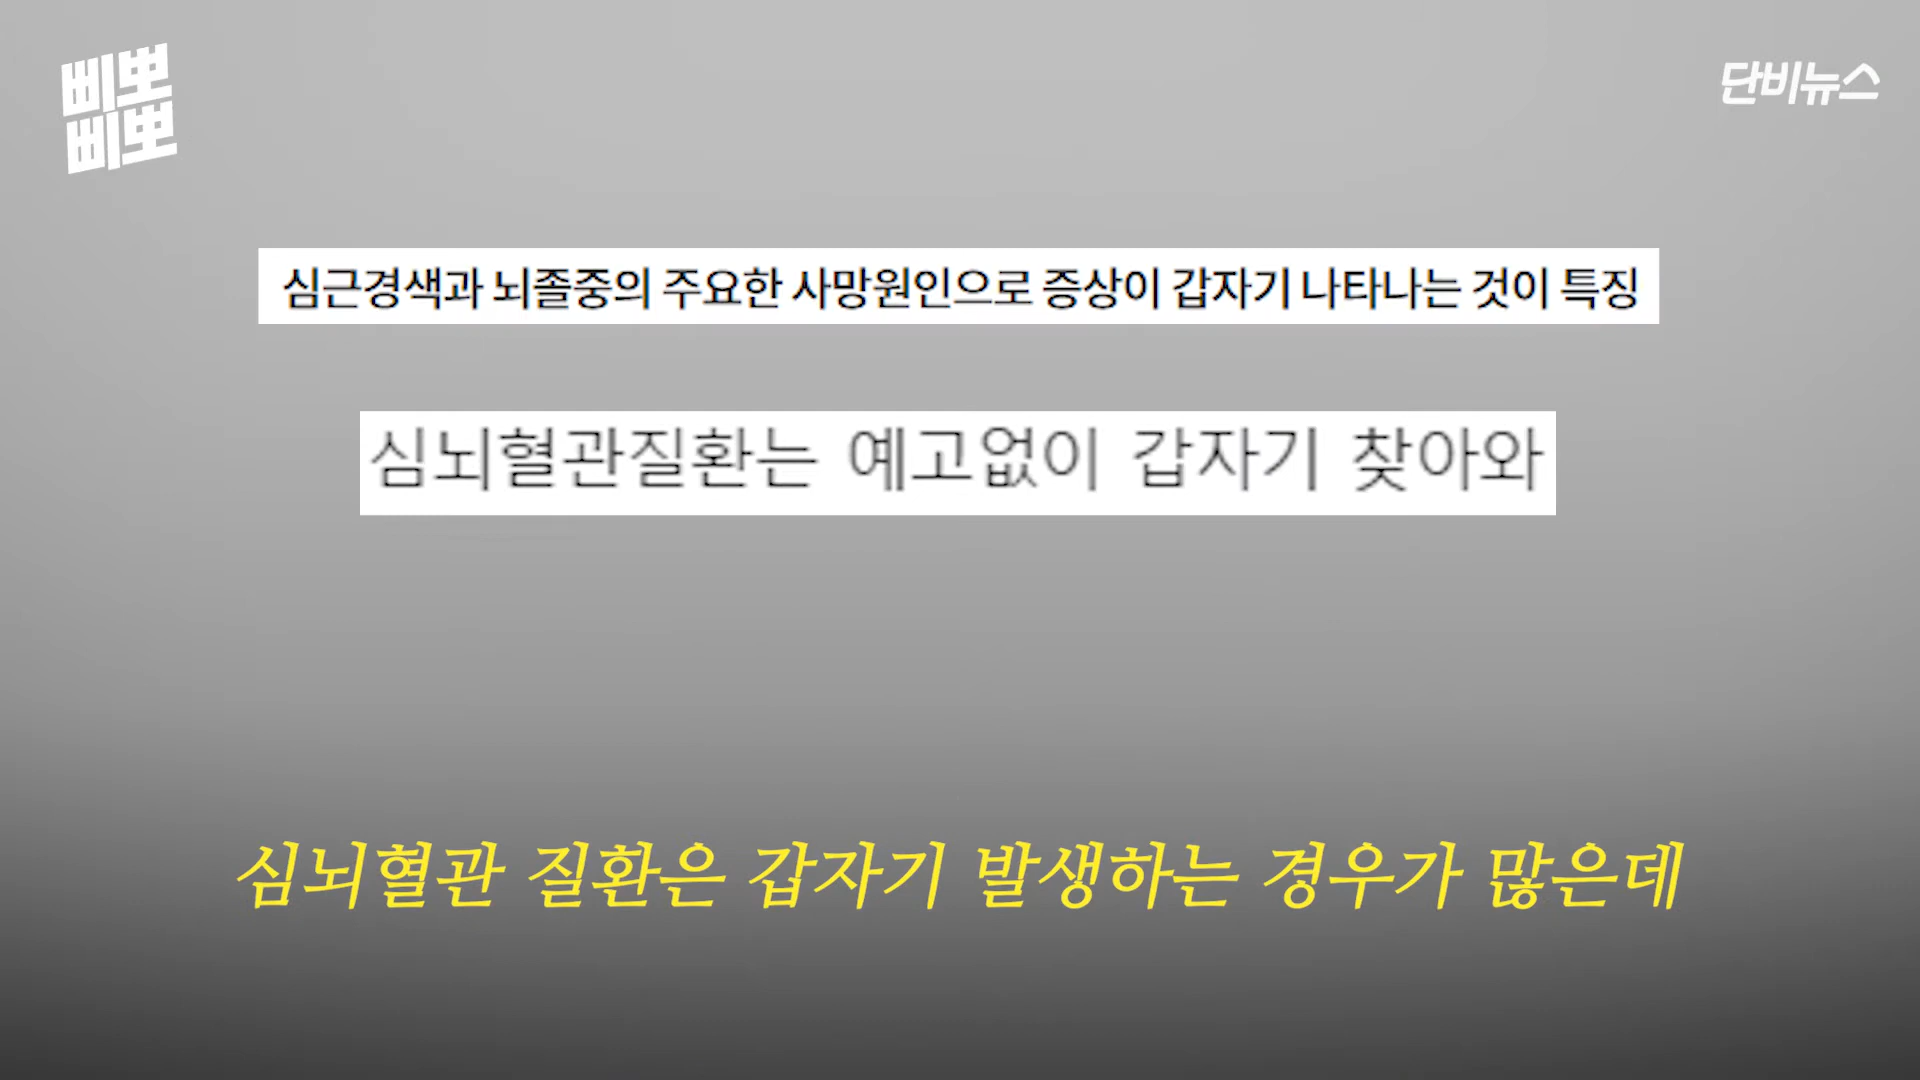 삐뽀
삐뽀
단비뉴스
심근경색과 뇌졸중의 주요한 사망원인으로 증상이 갑자기 나타나는 것이 특징
심뇌혈관질환는 예고없이 갑자기 찾아와
심뇌혈관 질환은 갑자기 발생하는 경우가 많은데